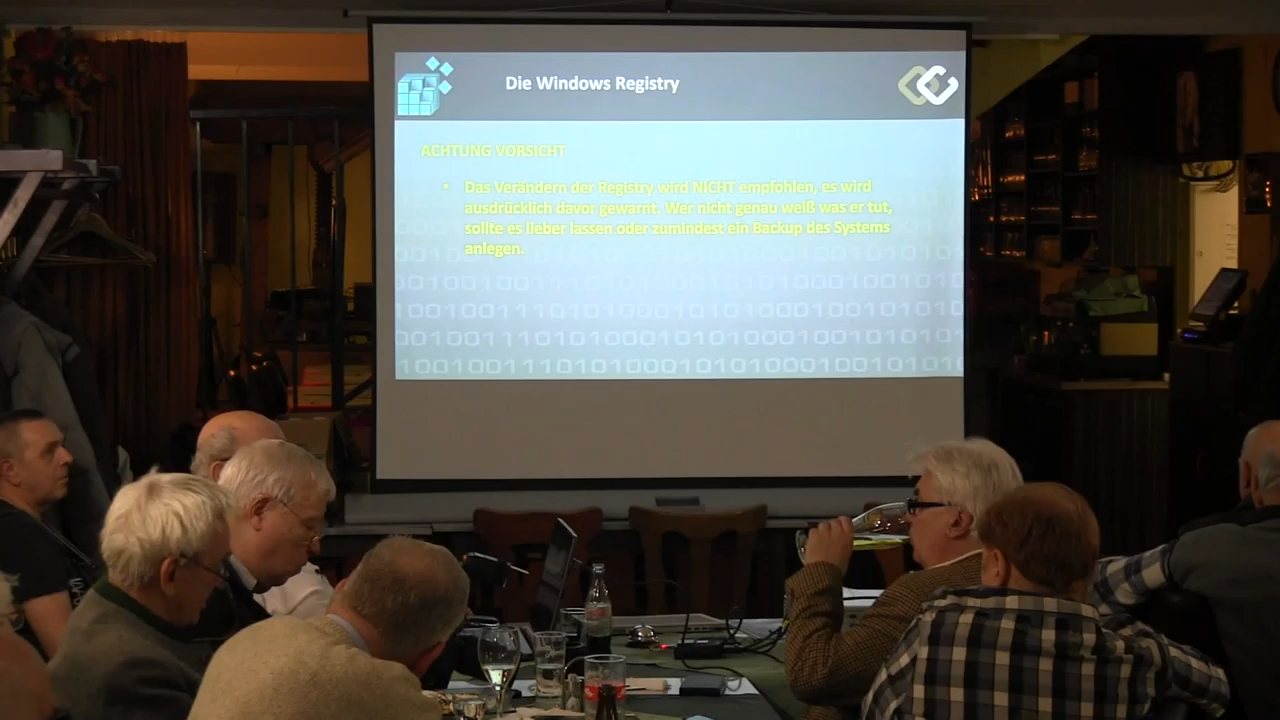 Die Windows Registry
ACHTUNG VORSICHT
• Das Verändern der Registry wird NICHT empfohlen, es wird
ausdrücklich davor gewarnt. Wer nicht genau weiß was er tut,
sollte es lieber lassen oder zumindest ein Backup des Systems
anlegen.